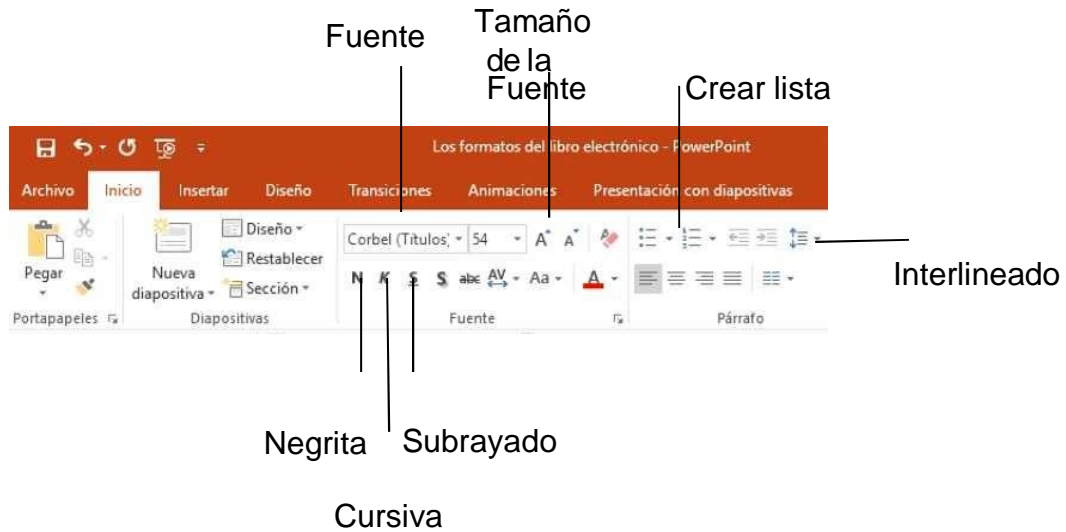 Fuente
Tamaño
de la
Fuente
Crear lista
Los formatos del libro electrónico - PowerPoint
Archivo Inicio Insertar Diseño Transiciones Animaciones Presentación con diapositivas
Pegar
Nueva
diapositiva
Diseño
Restablecer
Sección
Corbel (Títulos) 54 A A
N K S S abc AV Aa A
Interlineado
Portapapeles Diapositivas Fuente Párrafo
Negrita Subrayado
Cursiva